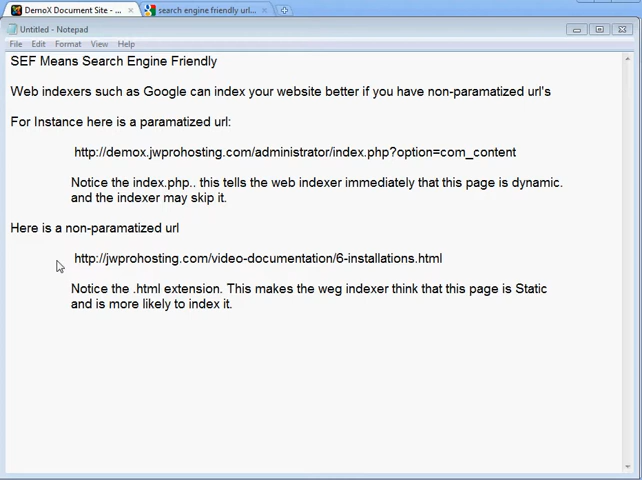 DemoX Document Site - ...
search engine friendly url...
Untitled - Notepad
File Edit Format View Help
SEF Means Search Engine Friendly
Web indexers such as Google can index your website better if you have non-paramatized url's
For Instance here is a paramatized url:
http://demox.jwprohosting.com/administrator/index.php?option=com_content
Notice the index.php.. this tells the web indexer immediately that this page is dynamic.
and the indexer may skip it.
Here is a non-paramatized url
http://jwprohosting.com/video-documentation/6-installations.html
Notice the .html extension. This makes the weg indexer think that this page is Static
and is more likely to index it.